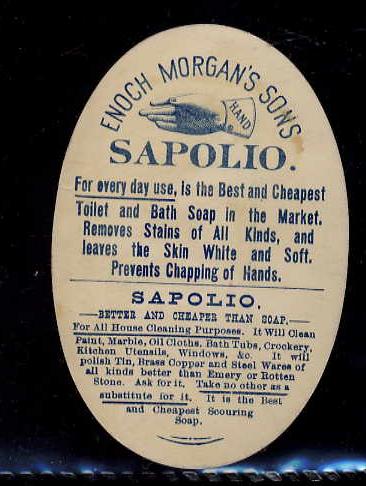 ENOCH MORGAN'S SONS
HAND
SAPOLIO.
For every day use, is the Best and Cheapest
Toilet and Bath Soap in the Market.
Removes Stains of All Kinds, and
leaves the Skin White and Soft.
Prevents Chapping of Hands.
SAPOLIO,
—BETTER AND CHEAPER THAN SOAP,—
For All House Cleaning Purposes. It Will Clean
Paint, Marble, Oil Cloths, Bath Tubs, Crockery,
Kitchen Utensils, Windows, &c. It will
polish Tin, Brass Copper and Steel Wares of
all kinds better than Emery or Rotten
Stone. Ask for it. Take no other as a
substitute for it. It is the Best
and Cheapest Scouring
Soap.